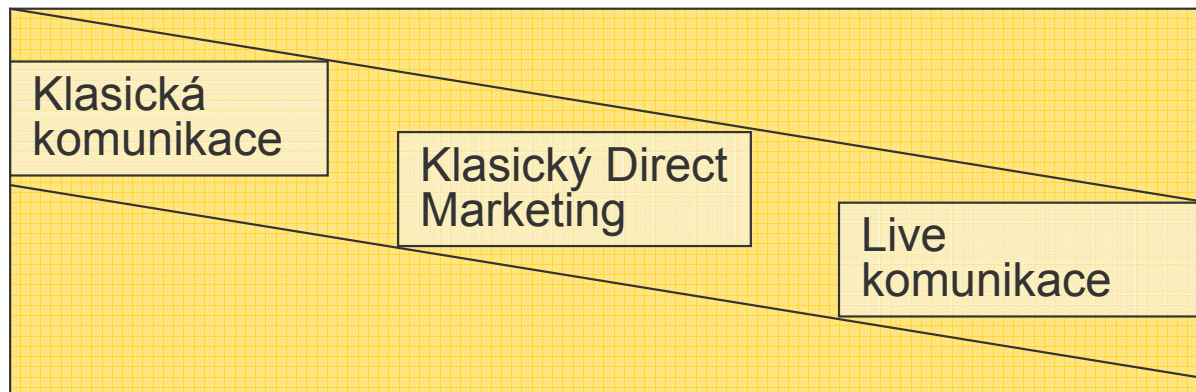 Klasická
komunikace
Klasický Direct
Marketing
Live
komunikace